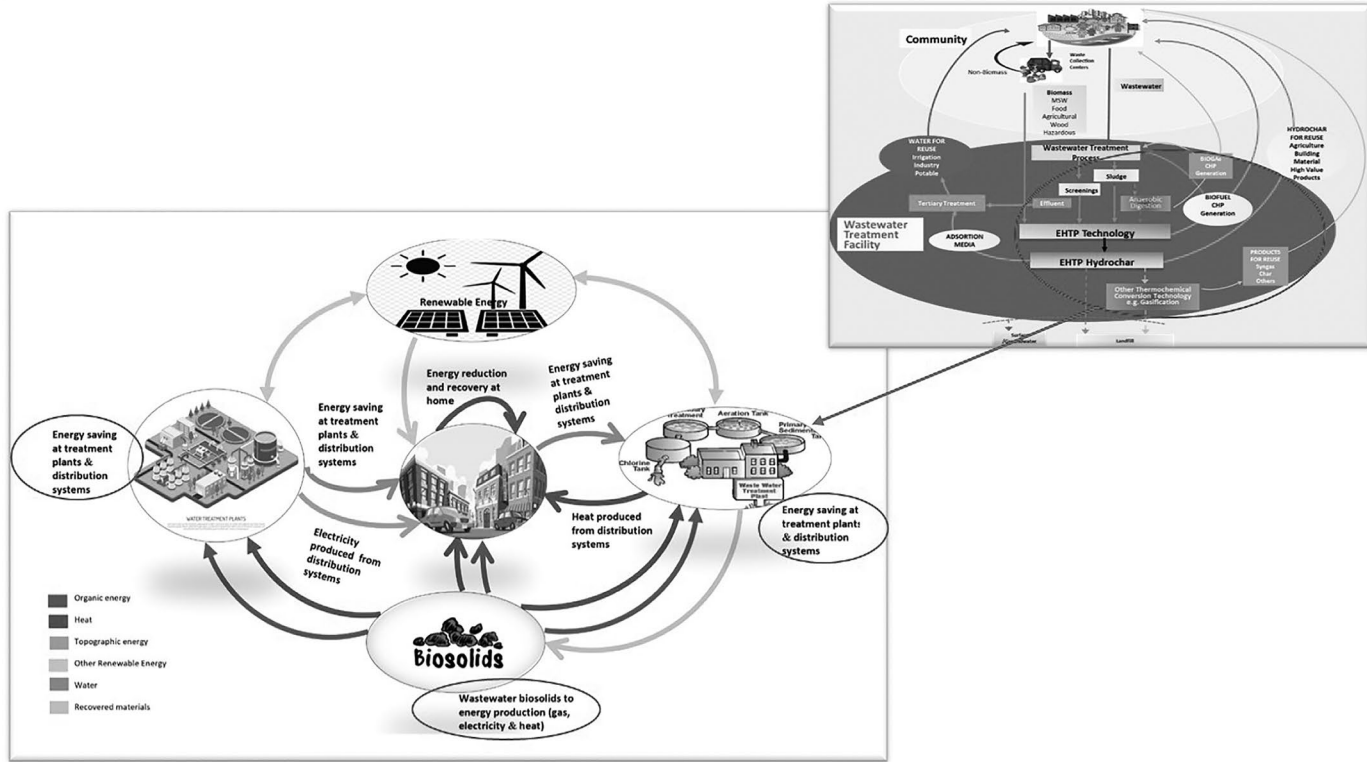 Community
Non-Biomass
Waste
Collection
Centers
Biomass
MSW
Food
Agricultural
Wood
Hazardous
Wastewater
WATER FOR
REUSE
Irrigation
Industry
Potable
Wastewater Treatment
Process
Screenings
Sludge
BIOGAs
CHP
Generation
HYDROCHAR
FOR REUSE
Agriculture
Building
Material
High Value
Products
Tertiary Treatment
Effluent
Anaerobic
Digestion
BIOFUEL
CHP
Generation
Wastewater
Treatment
Facility
ADSORTION
MEDIA
EHTP Technology
EHTP Hydrochar
PRODUCTS
FOR REUSE
Syngas
Char
Others
Other Thermochemical
Conversion Technology
e.g. Gasification
Landfill
Renewable Energy
Energy reduction
and recovery at
home
Energy saving
at treatment
plants &
distribution
systems
Energy saving
at treatment
plants &
distribution
systems
Energy saving
at treatment
plants &
distribution
systems
WATER TREATMENT PLANTS
Treatment
Aeration Tank
Primary
Chlorine
Tank
Waste Water
Treatment
Plant
Energy saving at
treatment plants
& distribution
systems
Heat produced
from distribution
systems
Electricity
produced from
distribution
systems
Biosolids
Wastewater biosolids to
energy production (gas,
electricity & heat)
Organic energy
Heat
Topographic energy
Other Renewable Energy
Water
Recovered materials